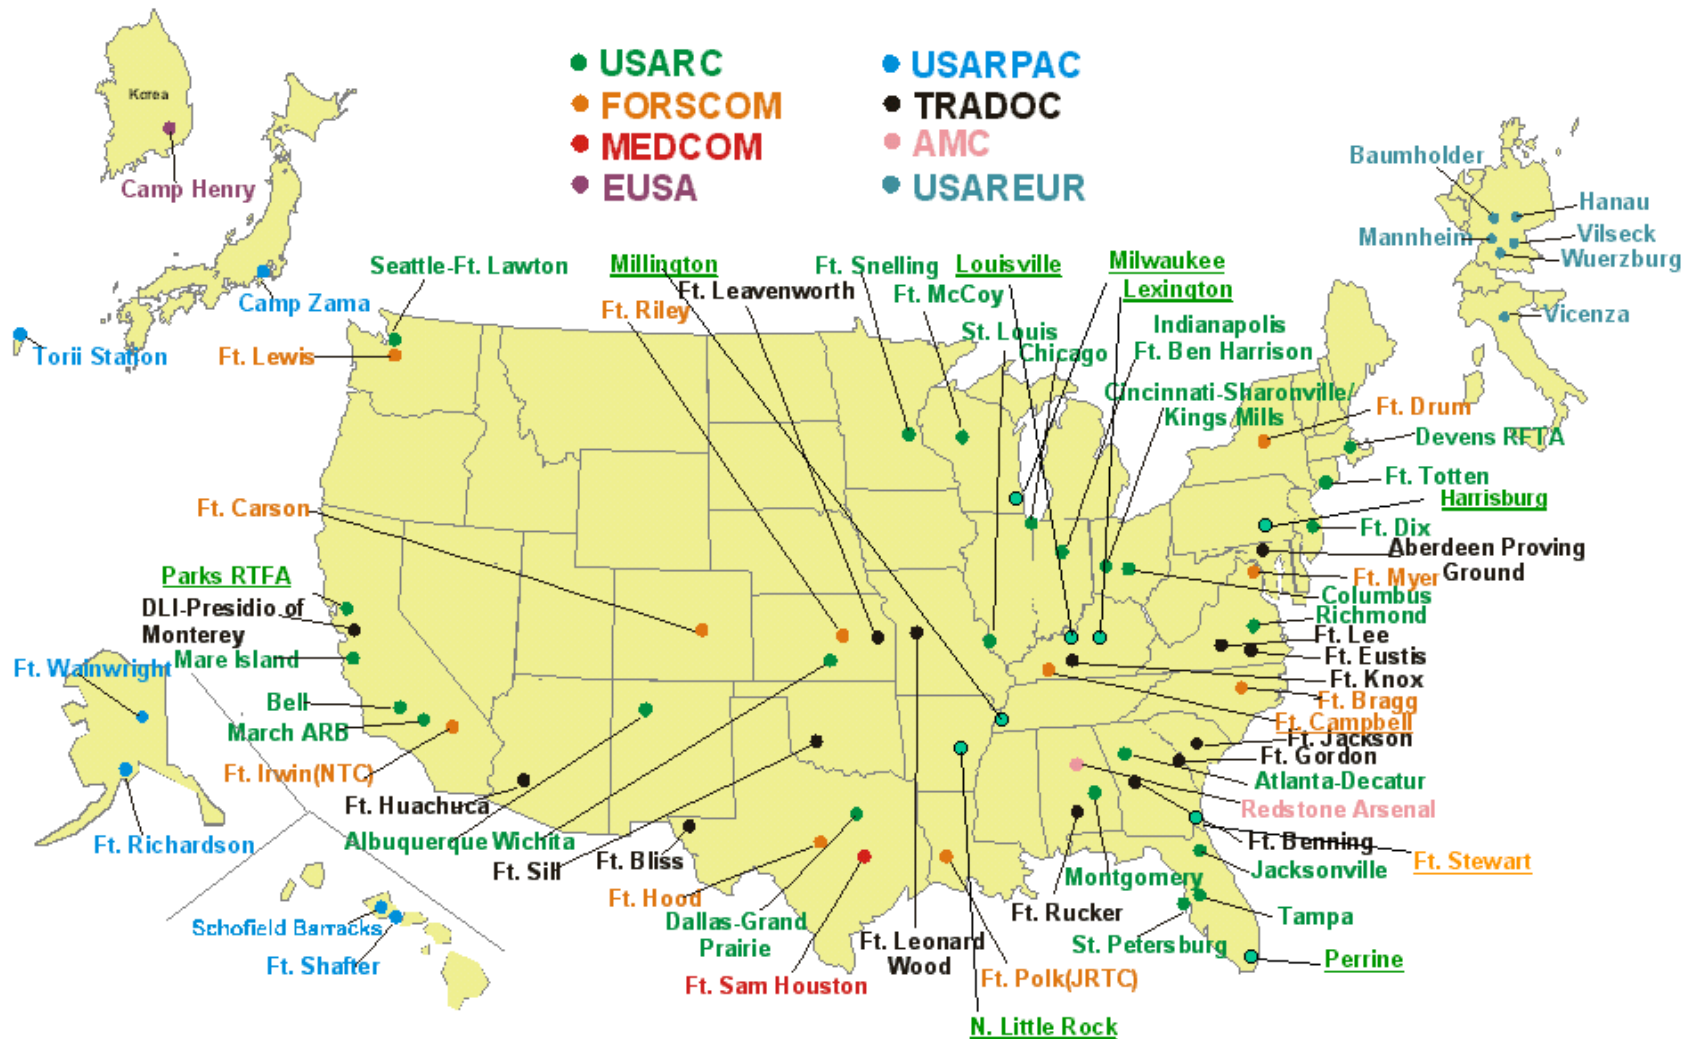 USARC
USARPAC
FORSCOM
TRADOC
MEDCOM
AMC
EUSA
USAREUR
Korea
Camp Henry
Camp Zama
Torii Station
Baumholder
Hanau
Mannheim
Vilseck
Wuerzburg
Vicenza
Seattle-Ft. Lawton
Millington
Ft. Snelling
Louisville
Milwaukee
Ft. Leavenworth
Ft. McCoy
Lexington
Ft. Riley
St. Louis
Indianapolis
Chicago
Ft. Ben Harrison
Ft. Lewis
Cincinnati-Sharonville/
Kings Mills
Ft. Drum
Devens RFTA
Ft. Totten
Harrisburg
Ft. Carson
Ft. Dix
Aberdeen Proving
Ground
Parks RTFA
Ft. Myer
Columbus
DLI-Presidio of
Monterey
Richmond
Ft. Lee
Mare Island
Ft. Eustis
Ft. Wainwright
Ft. Knox
Bell
Ft. Bragg
March ARB
Ft. Campbell
Ft. Jackson
Ft. Gordon
Ft. Irwin(NTC)
Atlanta-Decatur
Ft. Huachuca
Redstone Arsenal
Ft. Richardson
Albuquerque
Wichita
Ft. Benning
Ft. Sill
Ft. Bliss
Ft. Stewart
Jacksonville
Montgomery
Ft. Hood
Ft. Rucker
Tampa
Dallas-Grand
Prairie
Schofield Barracks
Ft. Leonard
Wood
St. Petersburg
Perrine
Ft. Shafter
Ft. Sam Houston
Ft. Polk(JRTC)
N. Little Rock